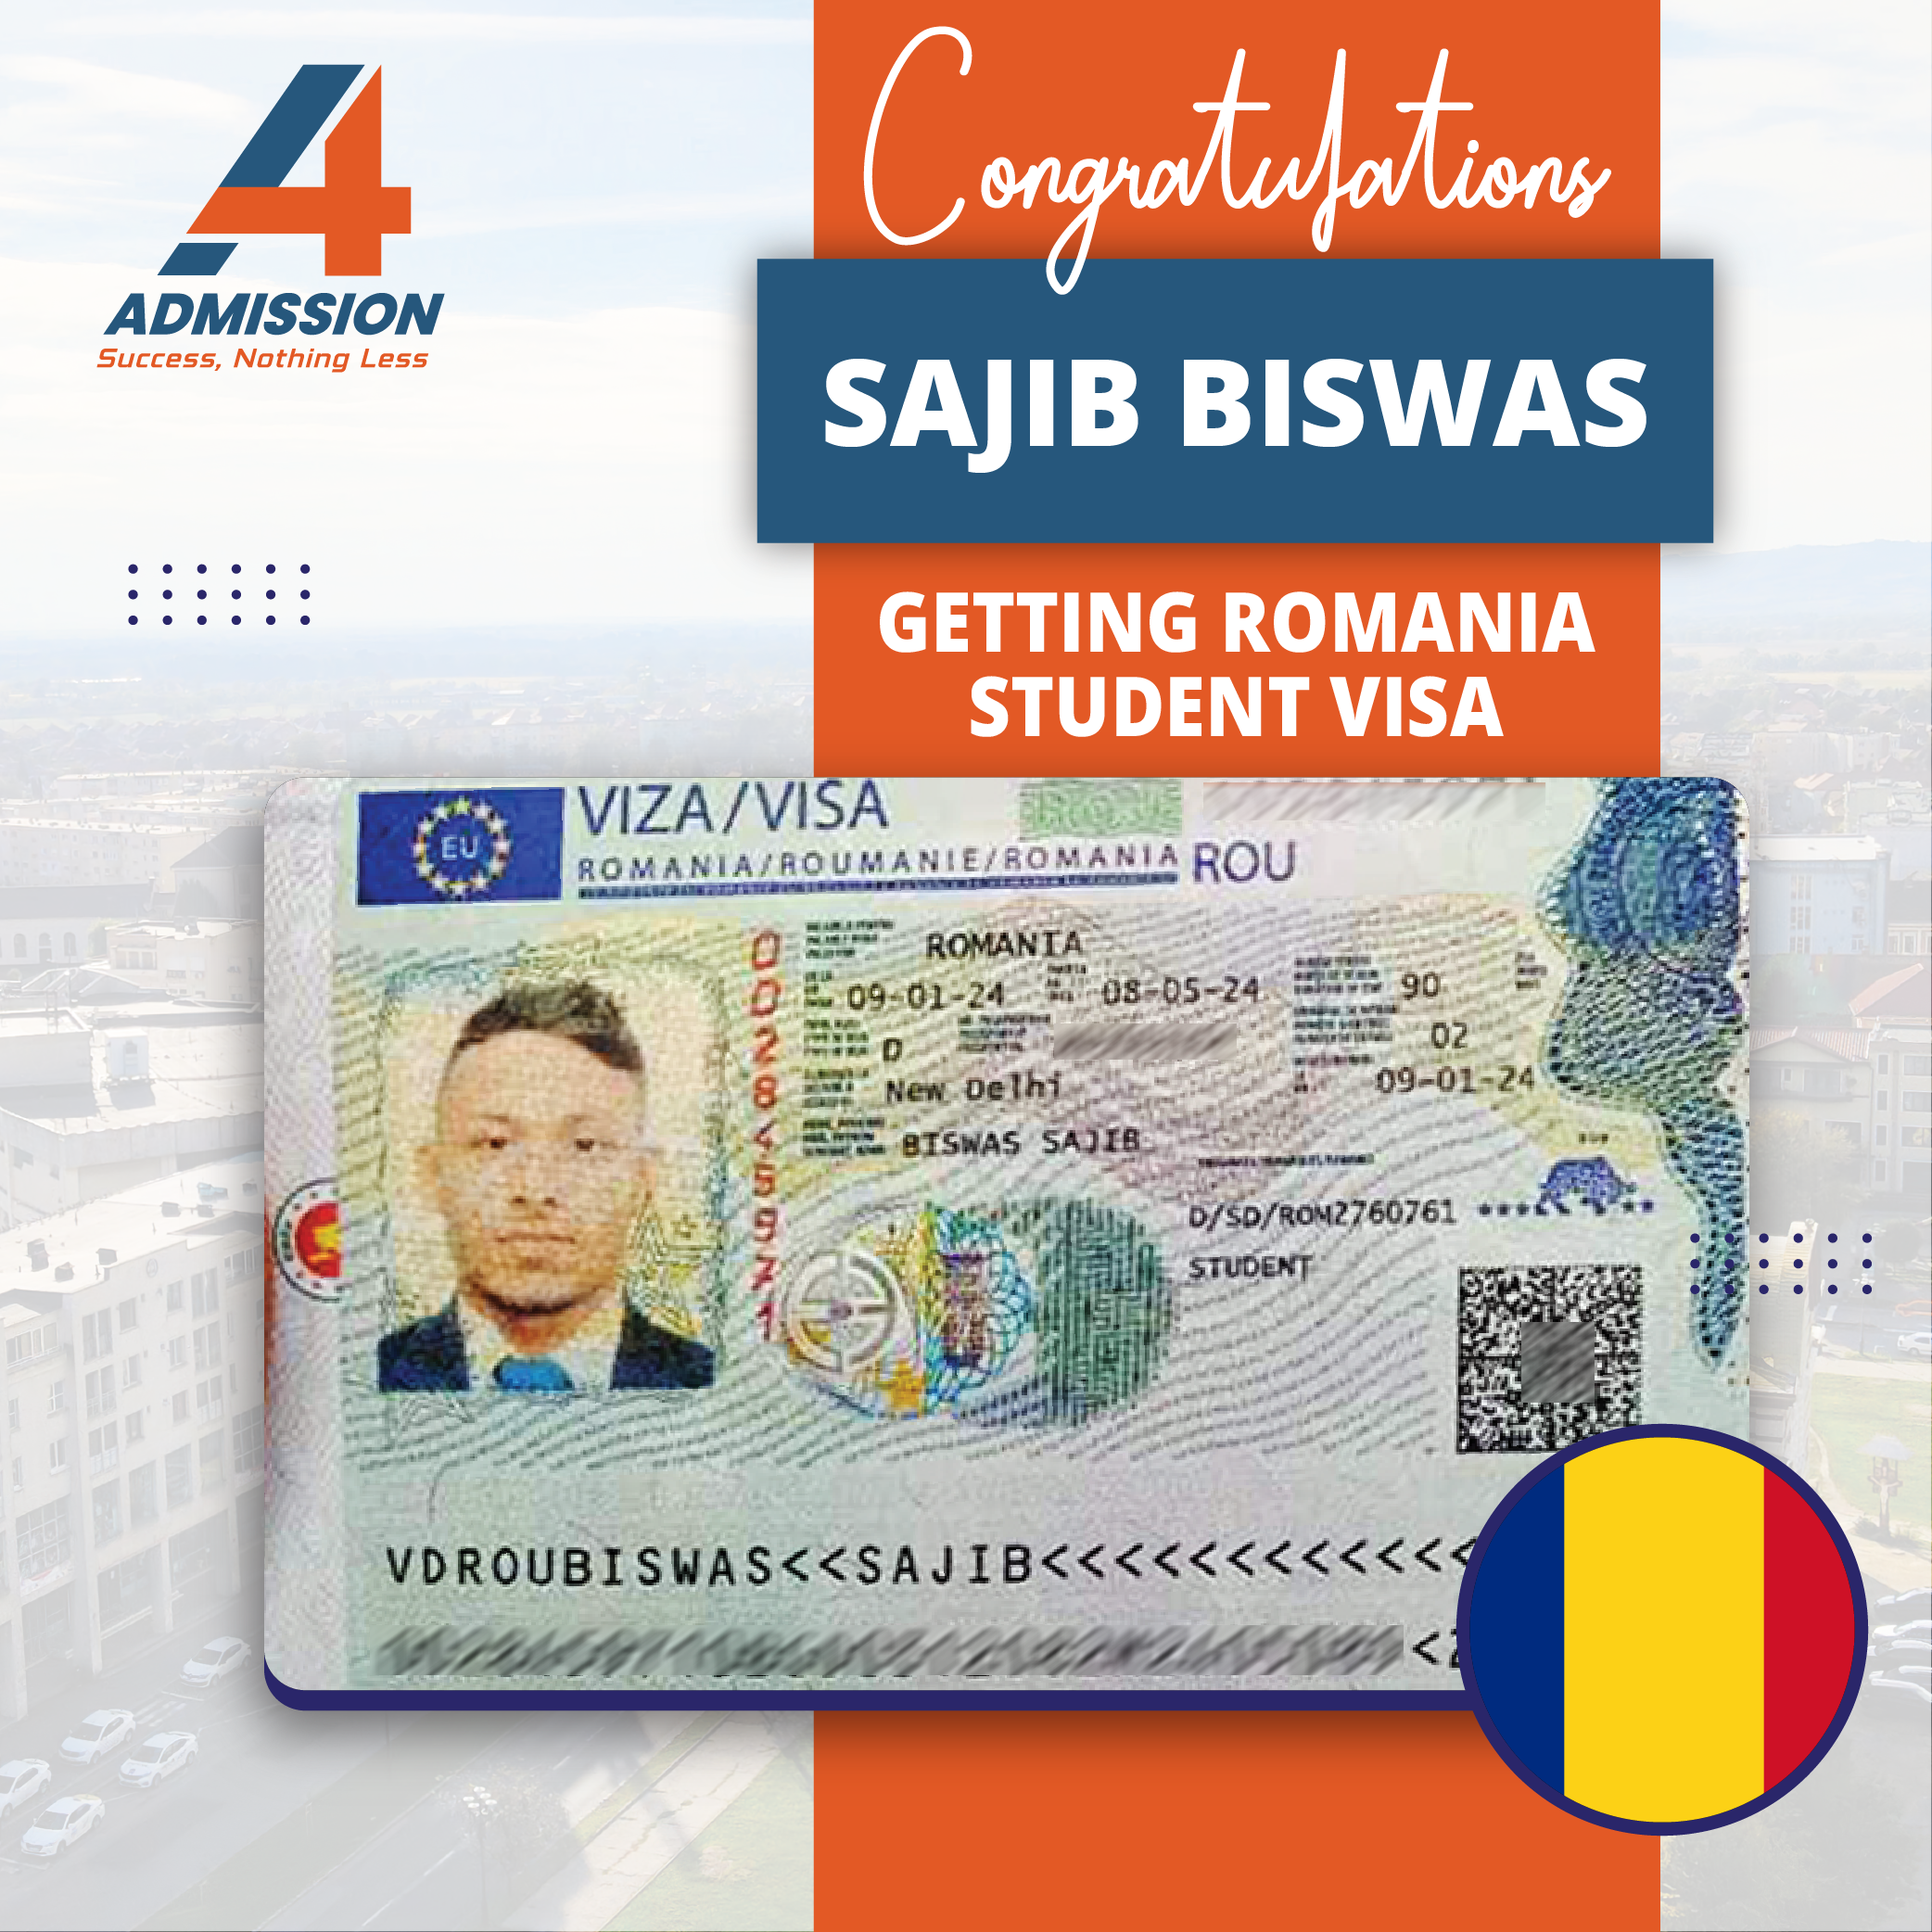 A4
ADMISSION
Success, Nothing Less
Congratulations
SAJIB BISWAS
GETTING ROMANIA
STUDENT VISA
EU
VIZA/VISA
ROMANIA/ROUMANIE/ROMANIA ROU
ROMANIA
09-01-24 08-05-24 90
D 02
New Delhi 09-01-24
BISWAS SAJIB
D/SD/ROM2760761
STUDENT
VDROUBISWAS<<SAJIB<<<<<<<<<<<<